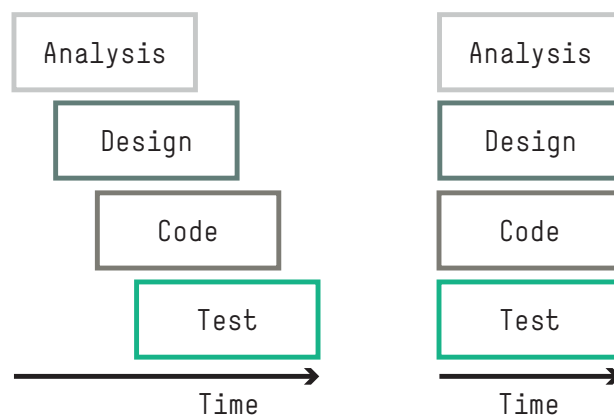 Analysis
Design
Code
Test
Time
Analysis
Design
Code
Test
Time